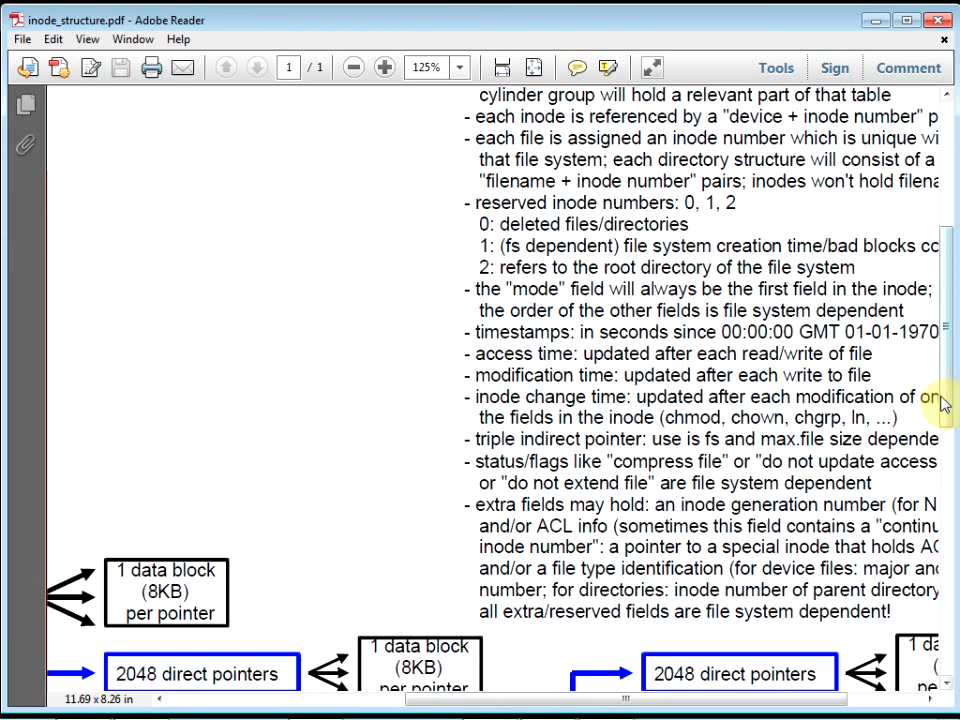 inode_structure.pdf - Adobe Reader
File Edit View Window Help
1 / 1 125% Tools Sign Comment
cylinder group will hold a relevant part of that table
- each inode is referenced by a "device + inode number" p
- each file is assigned an inode number which is unique wi
that file system; each directory structure will consist of a
"filename + inode number" pairs; inodes won't hold filena
- reserved inode numbers: 0, 1, 2
0: deleted files/directories
1: (fs dependent) file system creation time/bad blocks co
2: refers to the root directory of the file system
- the "mode" field will always be the first field in the inode;
the order of the other fields is file system dependent
- timestamps: in seconds since 00:00:00 GMT 01-01-1970
- access time: updated after each read/write of file
- modification time: updated after each write to file
- inode change time: updated after each modification of on
the fields in the inode (chmod, chown, chgrp, ln, ...)
- triple indirect pointer: use is fs and max.file size depende
- status/flags like "compress file" or "do not update access
or "do not extend file" are file system dependent
- extra fields may hold: an inode generation number (for N
and/or ACL info (sometimes this field contains a "continu
inode number": a pointer to a special inode that holds AC
and/or a file type identification (for device files: major and
number; for directories: inode number of parent directory
all extra/reserved fields are file system dependent!
1 data block
(8KB)
per pointer
2048 direct pointers
1 data block
(8KB)
per pointer
2048 direct pointers
1 da
(
pe
11.69 x 8.26 in